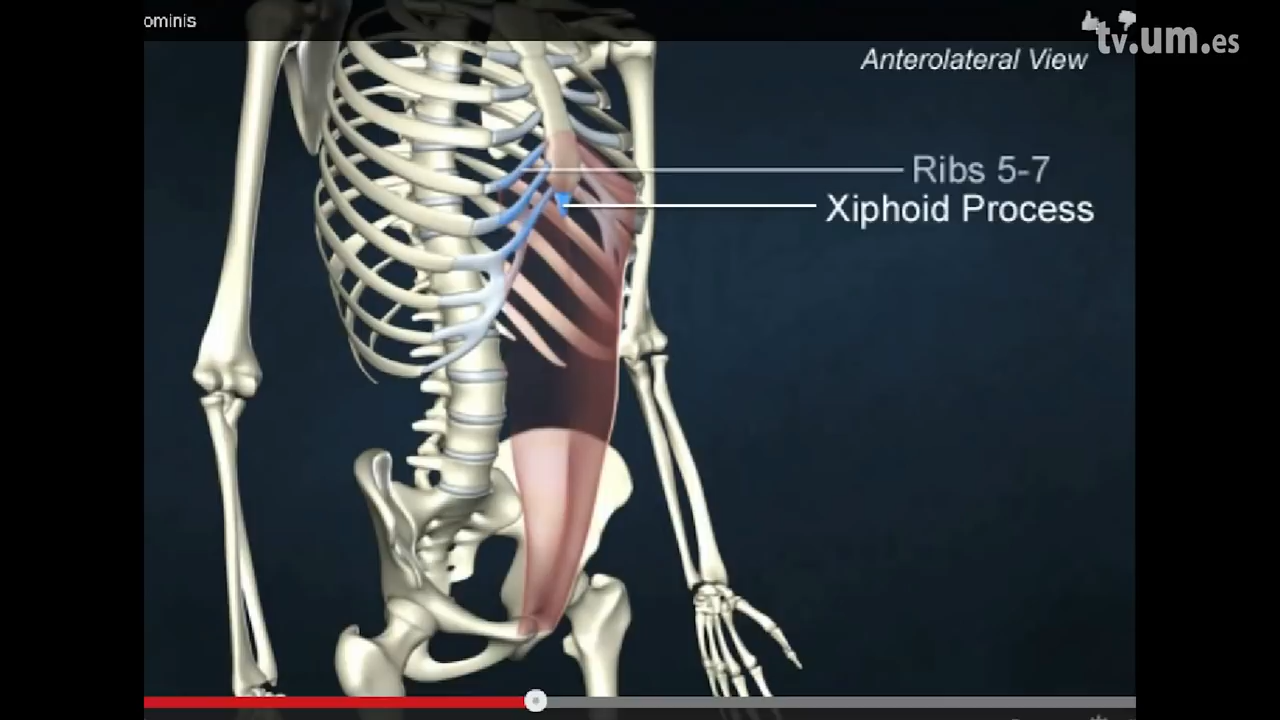 ominis
tv.um.es
Anterolateral View
Ribs 5-7
Xiphoid Process